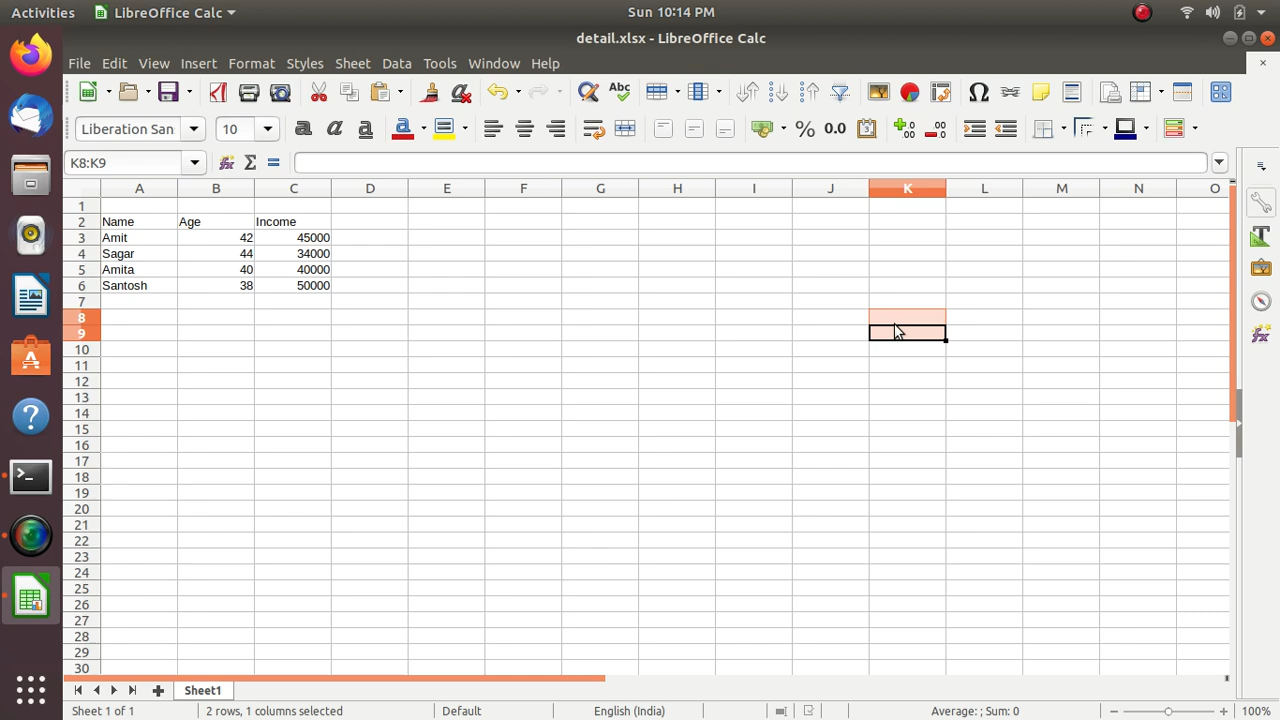 Activities LibreOffice Calc Sun 10:14 PM
detail.xlsx - LibreOffice Calc
File Edit View Insert Format Styles Sheet Data Tools Window Help
Liberation San 10
K8:K9
A B C D E F G H I J K L M N O
1
2 Name Age Income
3 Amit 42 45000
4 Sagar 44 34000
5 Amita 40 40000
6 Santosh 38 50000
7
8
9
10
11
12
13
14
15
16
17
18
19
20
21
22
23
24
25
26
27
28
29
30
Sheet1
Sheet 1 of 1 2 rows, 1 columns selected Default English (India) Average: ; Sum: 0 100%